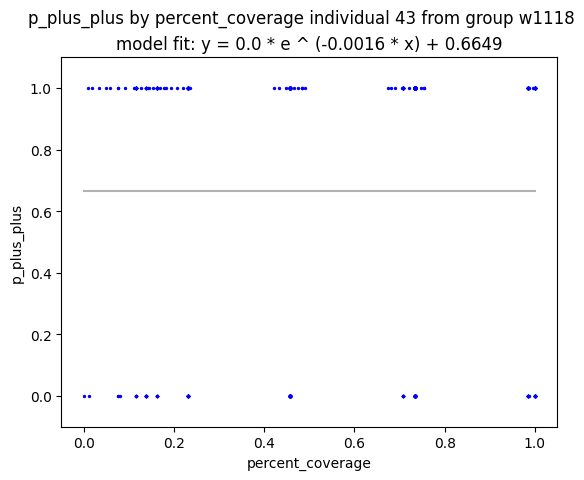 p_plus_plus by percent_coverage individual 43 from group w1118
model fit: y = 0.0 * e ^ (-0.0016 * x) + 0.6649
1.0
0.8
0.6
0.4
0.2
0.0
p_plus_plus
0.0 0.2 0.4 0.6 0.8 1.0
percent_coverage